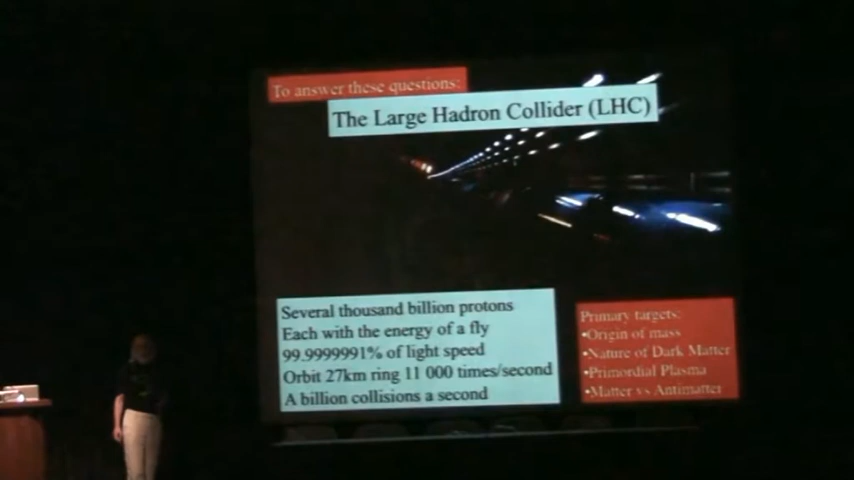 To answer these questions:
The Large Hadron Collider (LHC)
Several thousand billion protons
Each with the energy of a fly
99.9999991% of light speed
Orbit 27km ring 11 000 times/second
A billion collisions a second
Primary targets:
•Origin of mass
•Nature of Dark Matter
•Primordial Plasma
•Matter vs Antimatter